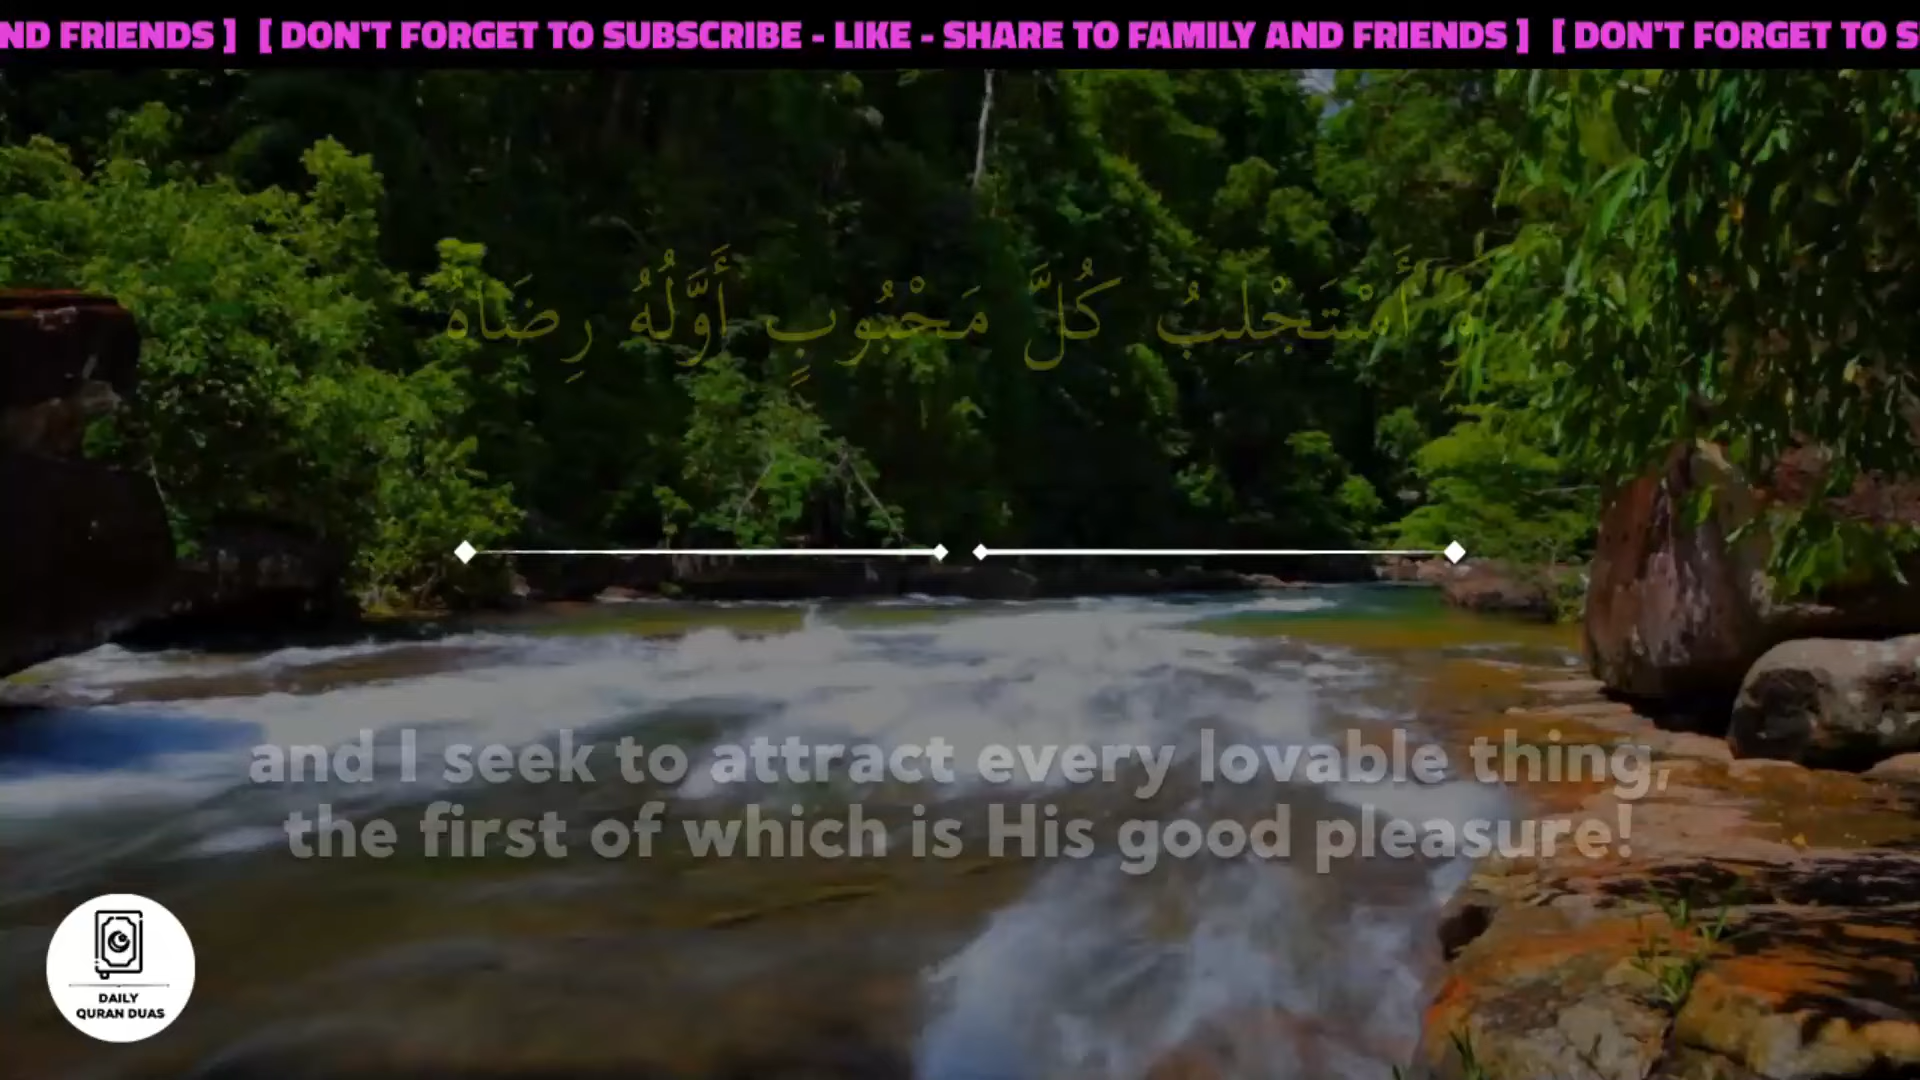 ND FRIENDS ] [ DON'T FORGET TO SUBSCRIBE - LIKE - SHARE TO FAMILY AND FRIENDS ] [ DON'T FORGET TO S
وَ أَسْتَجْلِبُ كُلَّ مَحْبُوبٍ أَوَّلُهُ رِضَاهُ
and I seek to attract every lovable thing,
the first of which is His good pleasure!
DAILY
QURAN DUAS